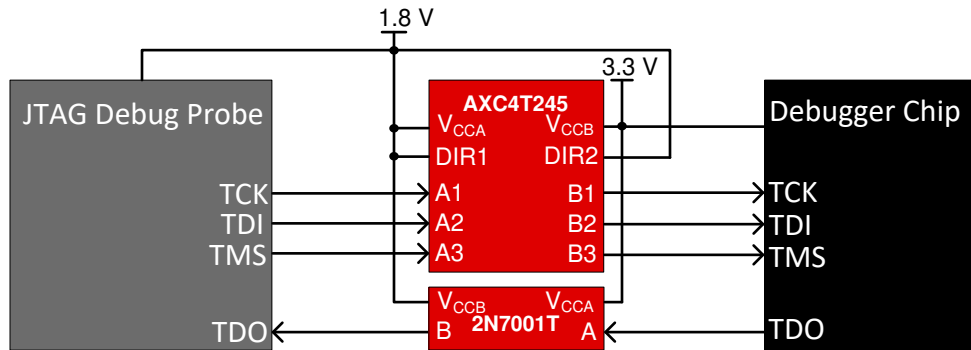 1.8 V
3.3 V
JTAG Debug Probe
AXC4T245
Debugger Chip
VCCA
VCCB
DIR1
DIR2
TCK
A1
B1
TCK
TDI
A2
B2
TDI
TMS
A3
B3
TMS
VCCB
VCCA
2N7001T
TDO
B
A
TDO